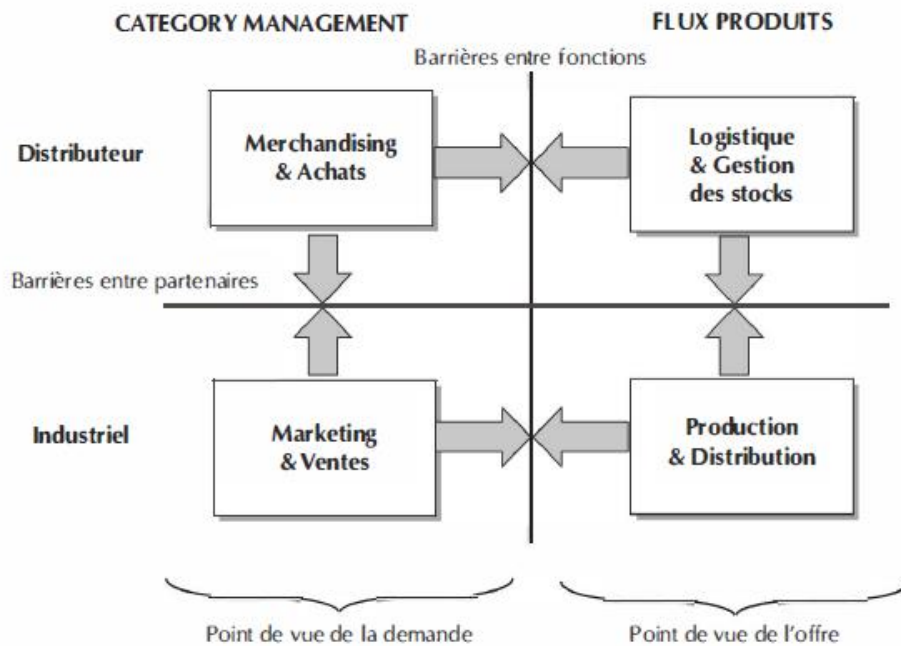 CATEGORY MANAGEMENT
FLUX PRODUITS
Barrières entre fonctions
Distributeur
Merchandising
& Achats
Logistique
& Gestion
des stocks
Barrières entre partenaires
Industriel
Marketing
& Ventes
Production
& Distribution
Point de vue de la demande
Point de vue de l'offre